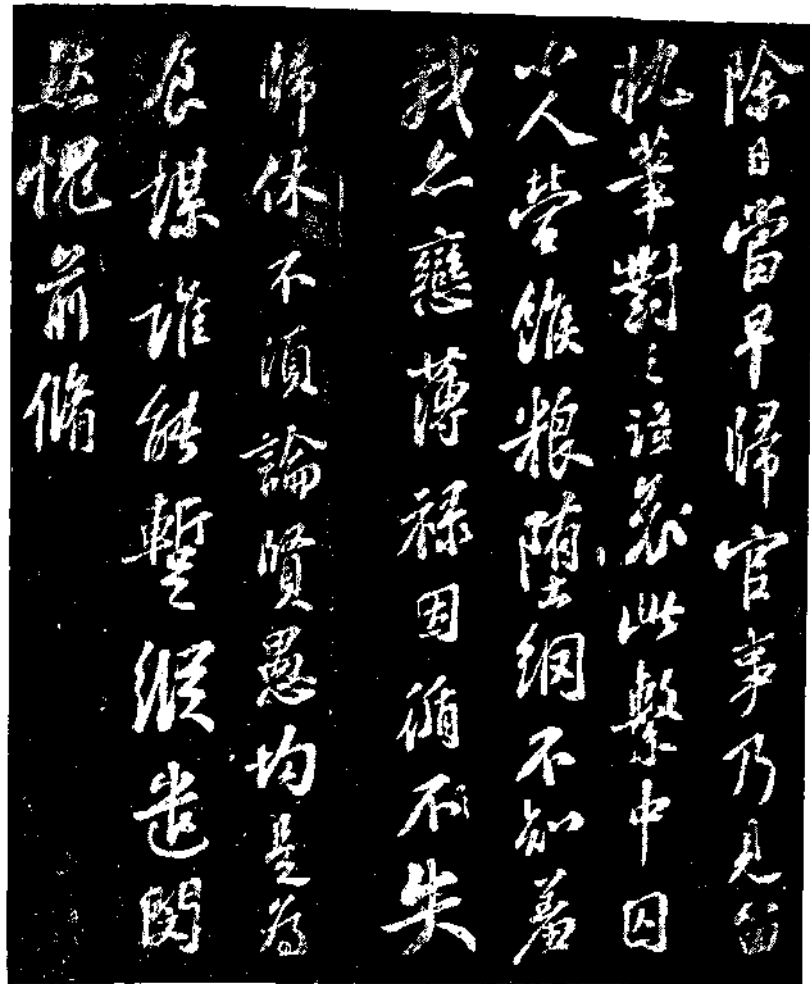 除日當早歸官事乃見留
執筆對之泣哀此繫中囚
小人營餱粮墮網不知羞
我亦戀薄禄因循不失
歸休不須論賢愚均是為
食謀誰能暫縱遣閔
默愧前脩